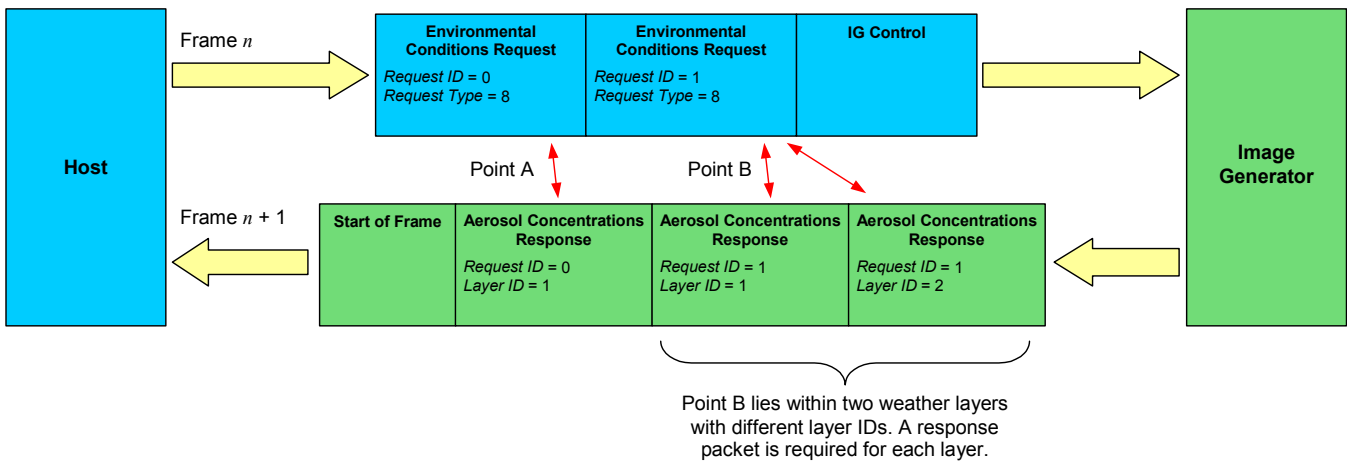 Host
Frame n
Environmental
Conditions Request
Request ID = 0
Request Type = 8
Environmental
Conditions Request
Request ID = 1
Request Type = 8
IG Control
Image
Generator
Point A
Point B
Frame n + 1
Start of Frame
Aerosol Concentrations
Response
Request ID = 0
Layer ID = 1
Aerosol Concentrations
Response
Request ID = 1
Layer ID = 1
Aerosol Concentrations
Response
Request ID = 1
Layer ID = 2
Point B lies within two weather layers
with different layer IDs. A response
packet is required for each layer.